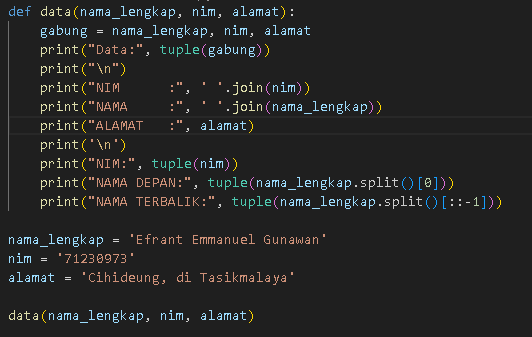 def data(nama_lengkap, nim, alamat):
    gabung = nama_lengkap, nim, alamat
    print("Data:", tuple(gabung))
    print("\n")
    print("NIM      :", ' '.join(nim))
    print("NAMA     :", ' '.join(nama_lengkap))
    print("ALAMAT   :", alamat)
    print('\n')
    print("NIM:", tuple(nim))
    print("NAMA DEPAN:", tuple(nama_lengkap.split()[0]))
    print("NAMA TERBALIK:", tuple(nama_lengkap.split()[::-1]))
nama_lengkap = 'Efrant Emmanuel Gunawan'
nim = '71230973'
alamat = 'Cihideung, di Tasikmalaya'
data(nama_lengkap, nim, alamat)